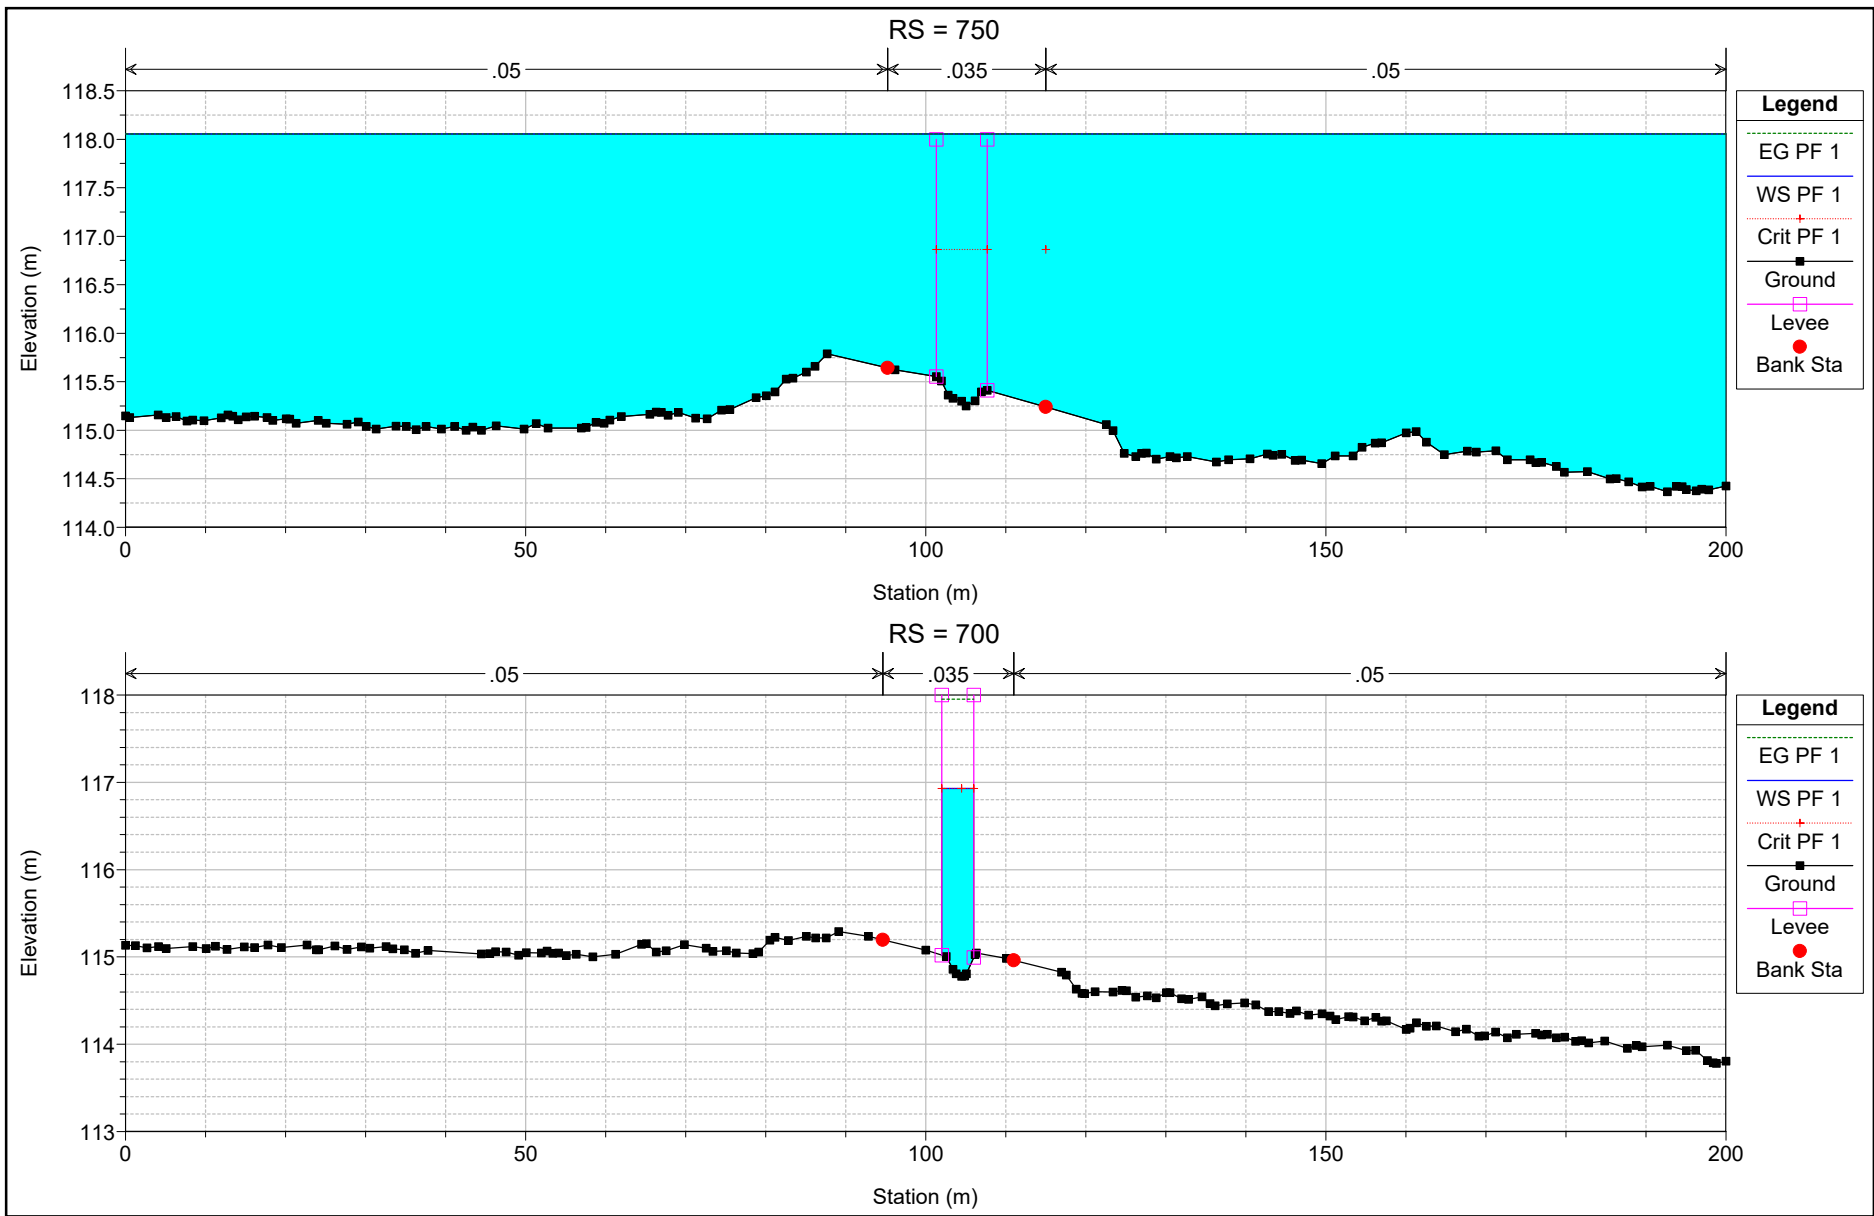 RS = 750
.05 .035 .05
118.5
118.0
117.5
117.0
116.5
116.0
115.5
115.0
114.5
114.0
Elevation (m)
0 50 100 150 200
Station (m)
Legend
EG PF 1
WS PF 1
Crit PF 1
Ground
Levee
Bank Sta
RS = 700
.05 .035 .05
118
117
116
115
114
113
Elevation (m)
0 50 100 150 200
Station (m)
Legend
EG PF 1
WS PF 1
Crit PF 1
Ground
Levee
Bank Sta